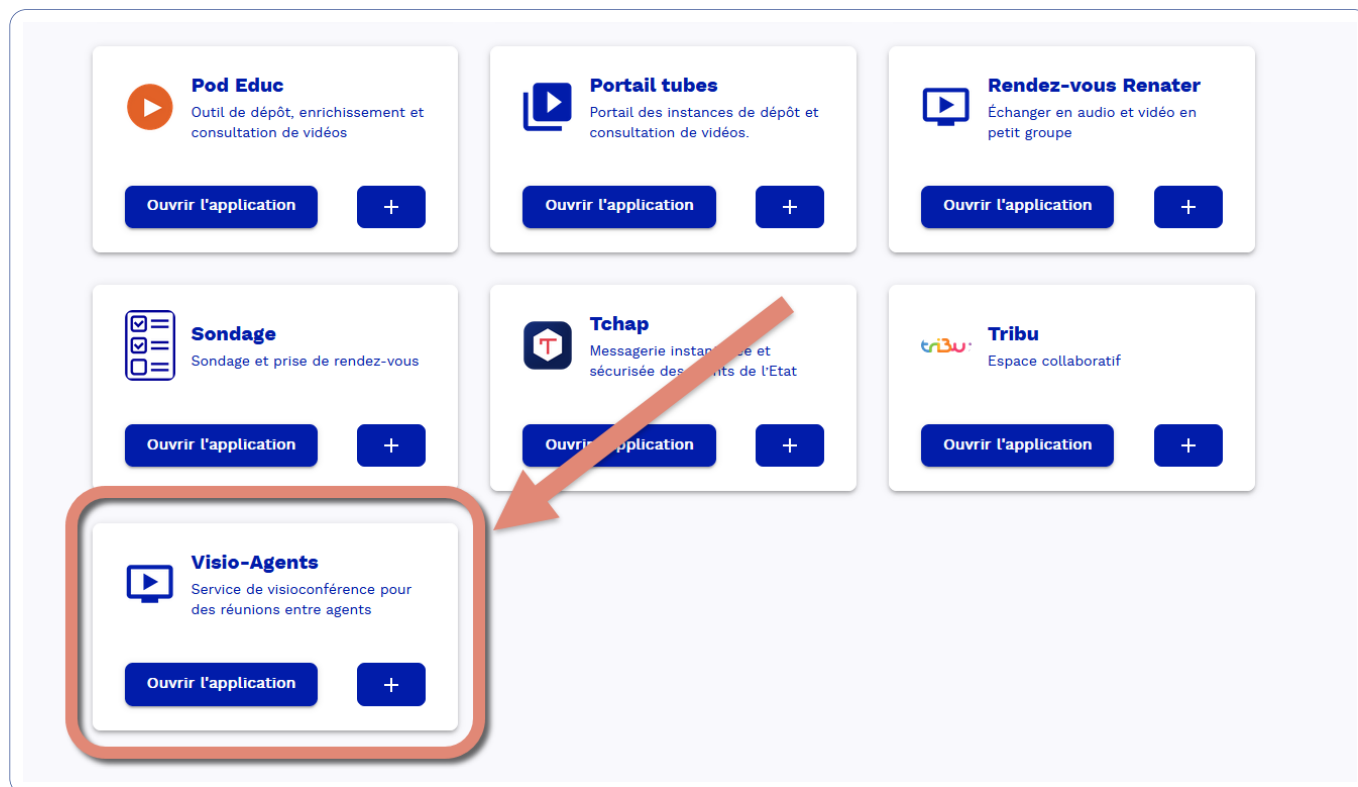 Pod Educ
Outil de dépôt, enrichissement et
consultation de vidéos
Ouvrir l'application
+
Portail tubes
Portail des instances de dépôt et
consultation de vidéos.
Ouvrir l'application
+
Rendez-vous Renater
Échanger en audio et vidéo en
petit groupe
Ouvrir l'application
+
Sondage
Sondage et prise de rendez-vous
Ouvrir l'application
+
T
Tchap
Messagerie et
sécurisée de l'Etat
Ouvrir l'application
+
tribu
Tribu
Espace collaboratif
Ouvrir l'application
+
Visio-Agents
Service de visioconférence pour
des réunions entre agents
Ouvrir l'application
+